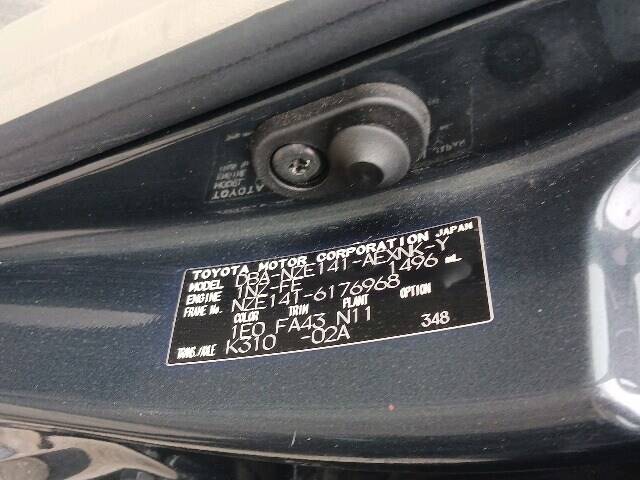 TOYOTA MOTOR CORPORATION JAPAN
MODEL DBA-NZE141-AEXNK-Y
ENGINE 1NZ-FE 1496 mL
FRAME No. NZE141-6176968
COLOR TRIM PLANT OPTION
1E0 FA43 N11
TRANS./AXLE K310 -02A 348